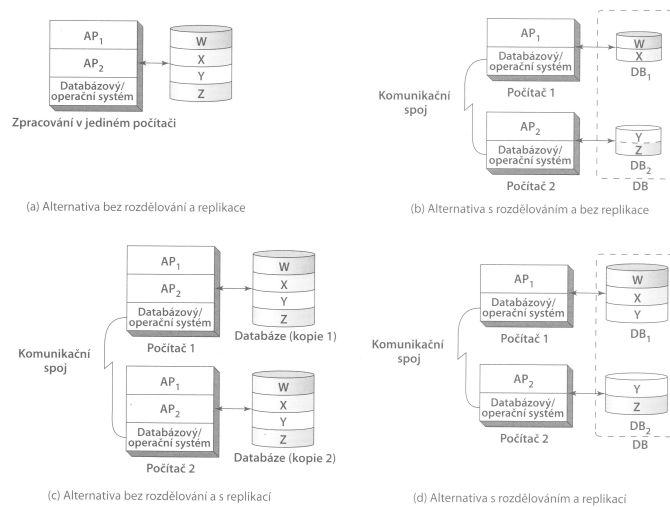 AP₁
AP₂
Databázový/
operační systém
W
X
Y
Z
Zpracování v jediném počítači
(a) Alternativa bez rozdělování a replikace
Komunikační
spoj
AP₁
Databázový/
operační systém
Počítač 1
W
X
DB₁
AP₂
Databázový/
operační systém
Počítač 2
Y
Z
DB₂
DB
(b) Alternativa s rozdělováním a bez replikace
Komunikační
spoj
AP₁
AP₂
Databázový/
operační systém
Počítač 1
W
X
Y
Z
Databáze (kopie 1)
AP₁
AP₂
Databázový/
operační systém
Počítač 2
W
X
Y
Z
Databáze (kopie 2)
(c) Alternativa bez rozdělování a s replikací
Komunikační
spoj
AP₁
Databázový/
operační systém
Počítač 1
W
X
Y
DB₁
AP₂
Databázový/
operační systém
Počítač 2
Y
Z
DB₂
DB
(d) Alternativa s rozdělováním a replikací